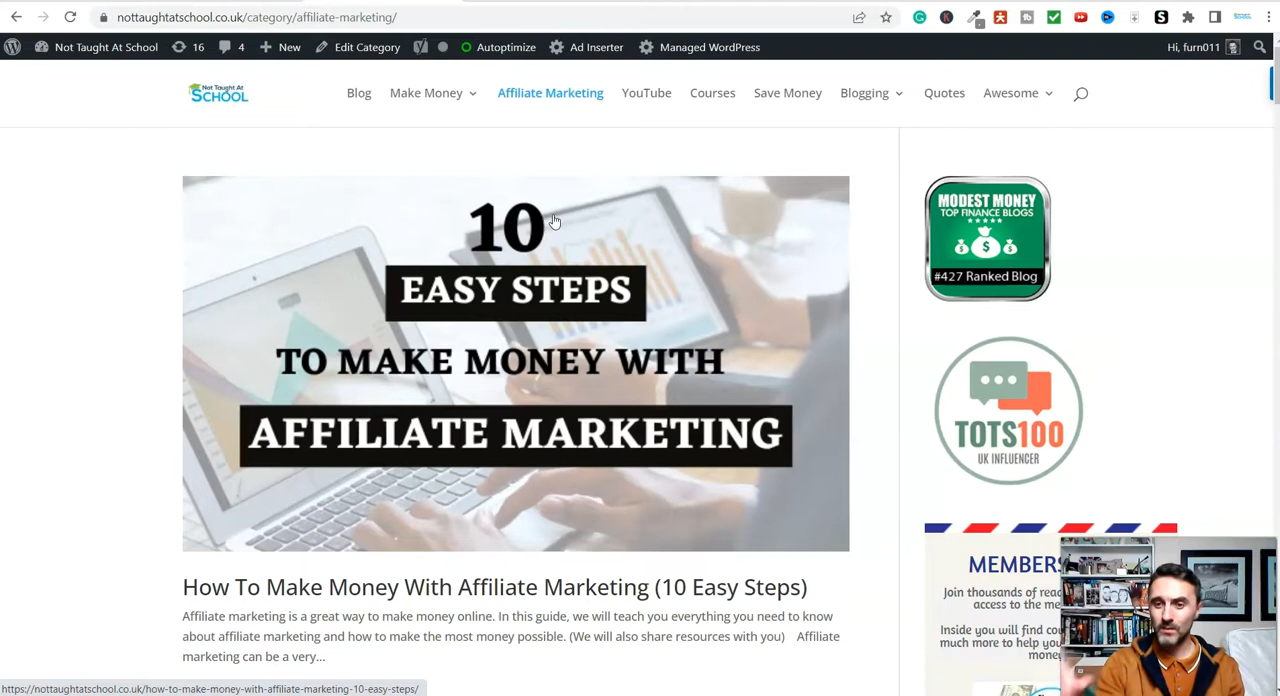 nottaughtatschool.co.uk/category/affiliate-marketing/
Not Taught At School 16 4 New Edit Category Autoptimize Ad Inserter Managed WordPress Hi, furn011
Not Taught At
SCHOOL
Blog Make Money Affiliate Marketing YouTube Courses Save Money Blogging Quotes Awesome
10
EASY STEPS
TO MAKE MONEY WITH
AFFILIATE MARKETING
How To Make Money With Affiliate Marketing (10 Easy Steps)
Affiliate marketing is a great way to make money online. In this guide, we will teach you everything you need to know
about affiliate marketing and how to make the most money possible. (We will also share resources with you) Affiliate
marketing can be a very...
MODEST MONEY
TOP FINANCE BLOGS
#427 Ranked Blog
TOTS100
UK INFLUENCER
MEMBERS
Join thousands of
access to the
Inside you will find
much more to help
https://nottaughtatschool.co.uk/how-to-make-money-with-affiliate-marketing-10-easy-steps/